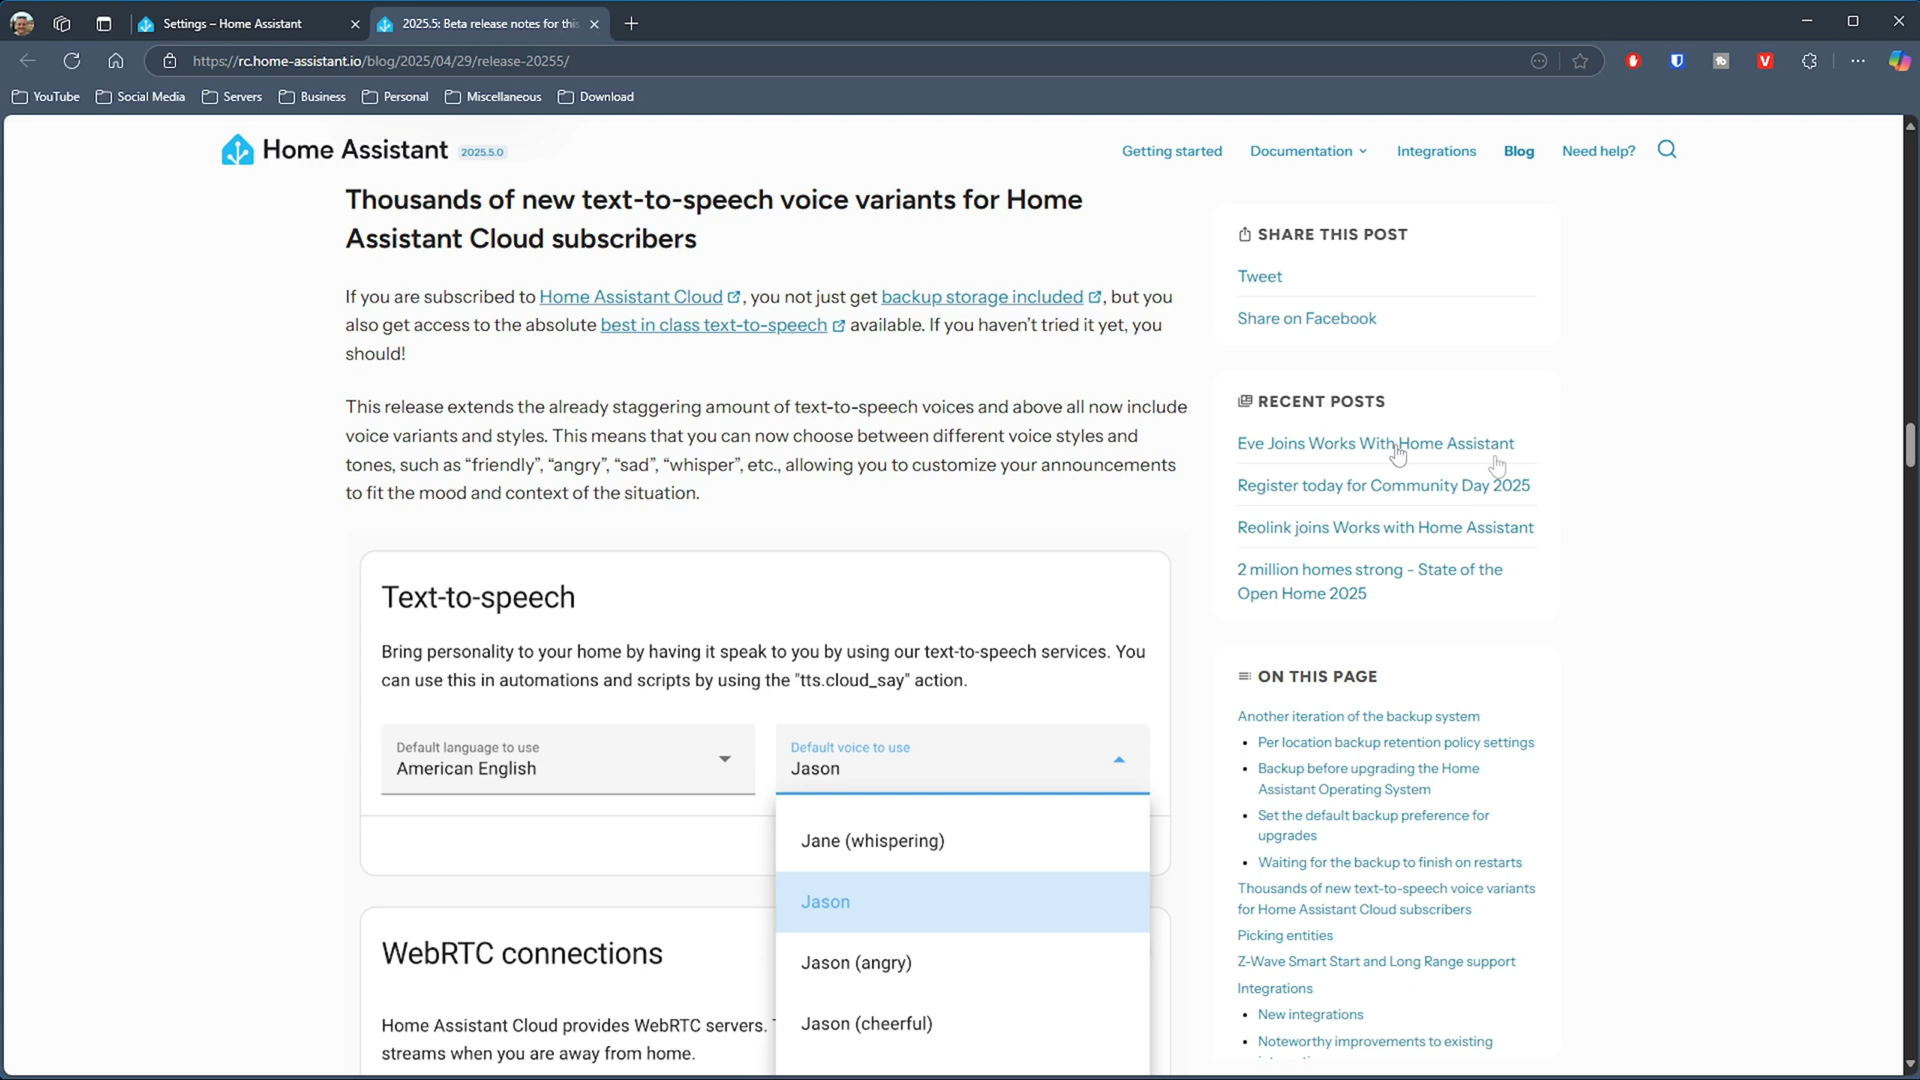 Settings – Home Assistant
2025.5: Beta release notes for this
https://rc.home-assistant.io/blog/2025/04/29/release-20255/
YouTube
Social Media
Servers
Business
Personal
Miscellaneous
Download
Home Assistant 2025.5.0
Getting started
Documentation
Integrations
Blog
Need help?
Thousands of new text-to-speech voice variants for Home
Assistant Cloud subscribers
If you are subscribed to Home Assistant Cloud, you not just get backup storage included, but you
also get access to the absolute best in class text-to-speech available. If you haven't tried it yet, you
should!
This release extends the already staggering amount of text-to-speech voices and above all now include
voice variants and styles. This means that you can now choose between different voice styles and
tones, such as “friendly”, “angry”, “sad”, “whisper”, etc., allowing you to customize your announcements
to fit the mood and context of the situation.
Text-to-speech
Bring personality to your home by having it speak to you by using our text-to-speech services. You
can use this in automations and scripts by using the "tts.cloud_say" action.
Default language to use
American English
Default voice to use
Jason
Jane (whispering)
Jason
Jason (angry)
Jason (cheerful)
WebRTC connections
Home Assistant Cloud provides WebRTC servers.
streams when you are away from home.
SHARE THIS POST
Tweet
Share on Facebook
RECENT POSTS
Eve Joins Works With Home Assistant
Register today for Community Day 2025
Reolink joins Works with Home Assistant
2 million homes strong - State of the
Open Home 2025
ON THIS PAGE
Another iteration of the backup system
Per location backup retention policy settings
Backup before upgrading the Home
Assistant Operating System
Set the default backup preference for
upgrades
Waiting for the backup to finish on restarts
Thousands of new text-to-speech voice variants
for Home Assistant Cloud subscribers
Picking entities
Z-Wave Smart Start and Long Range support
Integrations
New integrations
Noteworthy improvements to existing